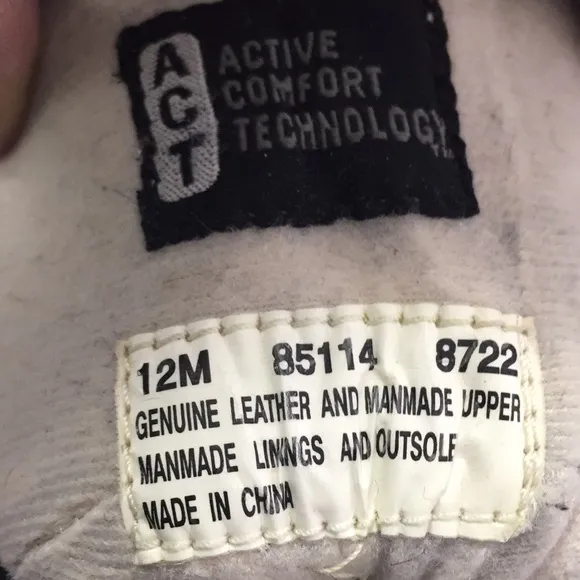 ACT
ACTIVE
COMFORT
TECHNOLOGY
12M 85114 8722
GENUINE LEATHER AND MANMADE UPPER
MANMADE LININGS AND OUTSOLE
MADE IN CHINA